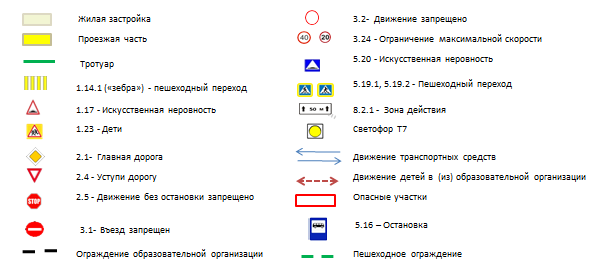 Жилая застройка
Проезжая часть
Тротуар
1.14.1 («зебра») - пешеходный переход
1.17 - Искусственная неровность
1.23 - Дети
2.1- Главная дорога
2.4 - Уступи дорогу
STOP 2.5 - Движение без остановки запрещено
3.1- Въезд запрещен
Ограждение образовательной организации
3.2- Движение запрещено
40 20 3.24 - Ограничение максимальной скорости
5.20 - Искусственная неровность
5.19.1, 5.19.2 - Пешеходный переход
50 м 8.2.1 - Зона действия
Светофор Т7
Движение транспортных средств
Движение детей в (из) образовательной организации
Опасные участки
5.16 – Остановка
Пешеходное ограждение